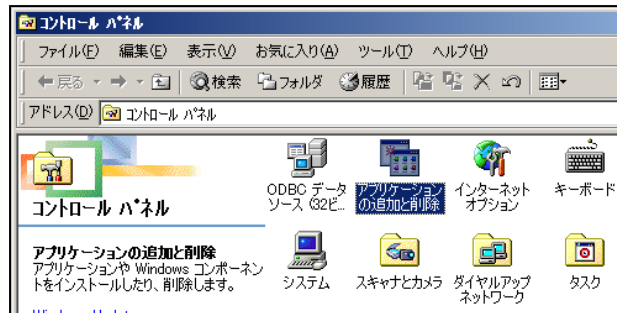 コントロール パネル
ファイル(F) 編集(E) 表示(V) お気に入り(A) ツール(T) ヘルプ(H)
戻る 検索 フォルダ 履歴
アドレス(D) コントロール パネル
コントロール パネル
アプリケーションの追加と削除
アプリケーションや Windows コンポーネン
トをインストールしたり、削除します。
ODBC データ
ソース (32ビ...
アプリケーション
の追加と削除
インターネット
オプション
キーボード
システム
スキャナとカメラ
ダイヤルアップ
ネットワーク
タスク